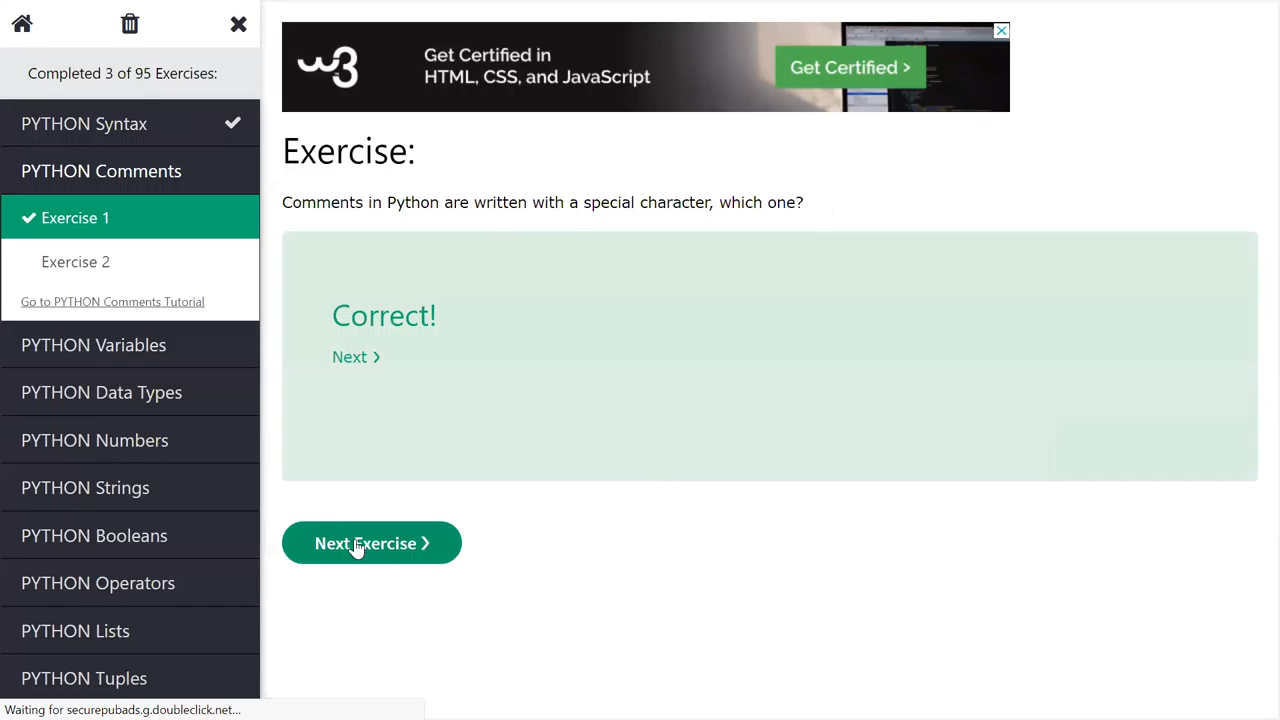 Completed 3 of 95 Exercises:
PYTHON Syntax
PYTHON Comments
Exercise 1
Exercise 2
Go to PYTHON Comments Tutorial
PYTHON Variables
PYTHON Data Types
PYTHON Numbers
PYTHON Strings
PYTHON Booleans
PYTHON Operators
PYTHON Lists
PYTHON Tuples
Waiting for securepubads.g.doubleclick.net...
w3
Get Certified in
HTML, CSS, and JavaScript
Get Certified >
Exercise:
Comments in Python are written with a special character, which one?
Correct!
Next ❯
Next Exercise ❯